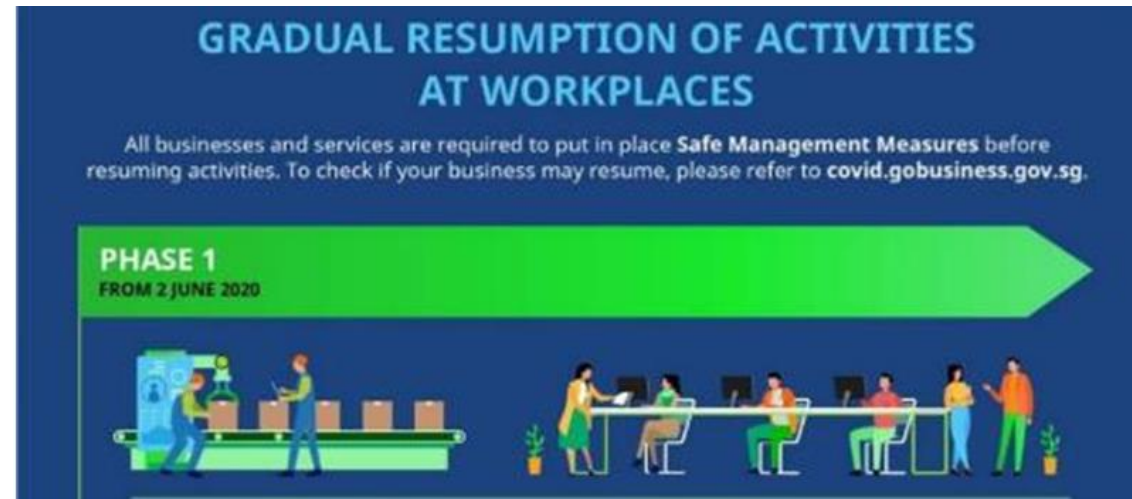 GRADUAL RESUMPTION OF ACTIVITIES
AT WORKPLACES
All businesses and services are required to put in place Safe Management Measures before
resuming activities. To check if your business may resume, please refer to covid.gobusiness.gov.sg.
PHASE 1
FROM 2 JUNE 2020